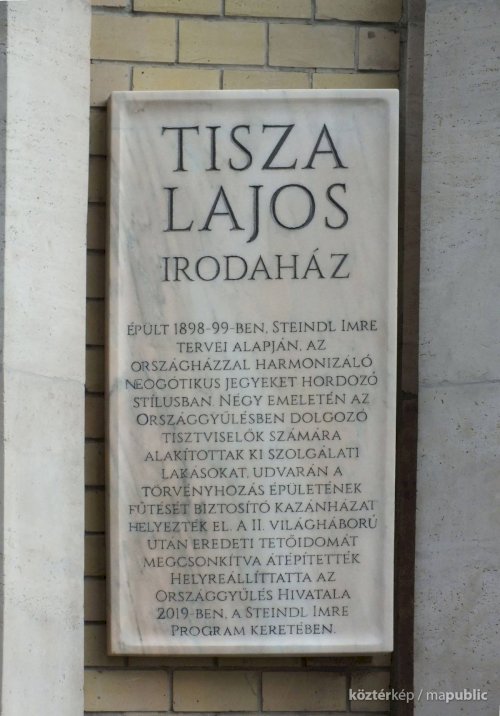 TISZA
LAJOS
IRODAHÁZ
ÉPÜLT 1898-99-BEN, STEINDL IMRE
TERVEI ALAPJÁN, AZ
ORSZÁGHÁZZAL HARMONIZÁLÓ
NEOGÓTIKUS JEGYEKET HORDOZÓ
STÍLUSBAN. NÉGY EMELETÉN AZ
ORSZÁGGYŰLÉSBEN DOLGOZÓ
TISZTVISELŐK SZÁMÁRA
ALAKÍTOTTAK KI SZOLGÁLATI
LAKÁSOKAT, UDVARÁN A
TÖRVÉNYHOZÁS ÉPÜLETÉNEK
FŰTÉSÉT BIZTOSÍTÓ KAZÁNHÁZAT
HELYEZTEK EL. A II. VILÁGHÁBORÚ
UTÁN EREDETI TETŐIDOMÁT
MEGCSONKÍTVA ÁTÉPÍTETTÉK.
HELYREÁLLÍTTATTA AZ
ORSZÁGGYŰLÉS HIVATALA
2019-BEN, A STEINDL IMRE
PROGRAM KERETÉBEN.
köztérkép / mapublic